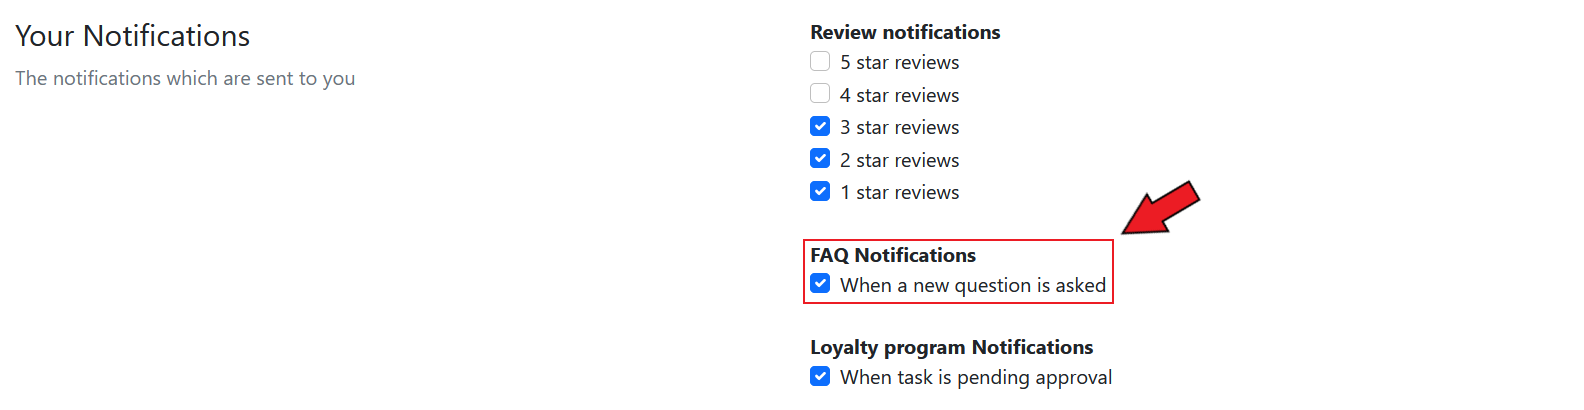 Your Notifications
The notifications which are sent to you
Review notifications
5 star reviews
4 star reviews
3 star reviews
2 star reviews
1 star reviews
FAQ Notifications
When a new question is asked
Loyalty program Notifications
When task is pending approval